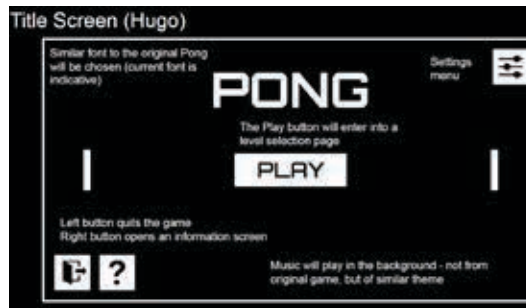 Title Screen (Hugo)
Similar font to the original Pong
will be chosen (current font is
indicative)
Settings
menu
PONG
The Play button will enter into a
level selection page
PLAY
Left button quits the game
Right button opens an information screen
?
Music will play in the background - not from
original game, but of similar theme